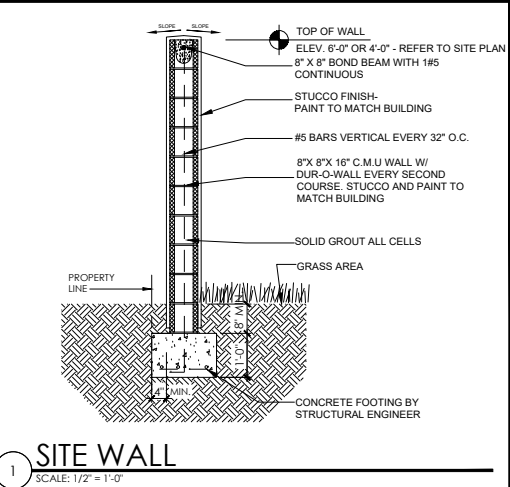 SLOPE SLOPE
TOP OF WALL
ELEV. 6'-0" OR 4'-0" - REFER TO SITE PLAN
8" X 8" BOND BEAM WITH 1#5
CONTINUOUS
STUCCO FINISH-
PAINT TO MATCH BUILDING
#5 BARS VERTICAL EVERY 32" O.C.
8"X 8"X 16" C.M.U WALL W/
DUR-O-WALL EVERY SECOND
COURSE. STUCCO AND PAINT TO
MATCH BUILDING
SOLID GROUT ALL CELLS
GRASS AREA
PROPERTY
LINE
8" MIN.
1'-0"
4" MIN.
CONCRETE FOOTING BY
STRUCTURAL ENGINEER
1 SITE WALL
SCALE: 1/2" = 1'-0"